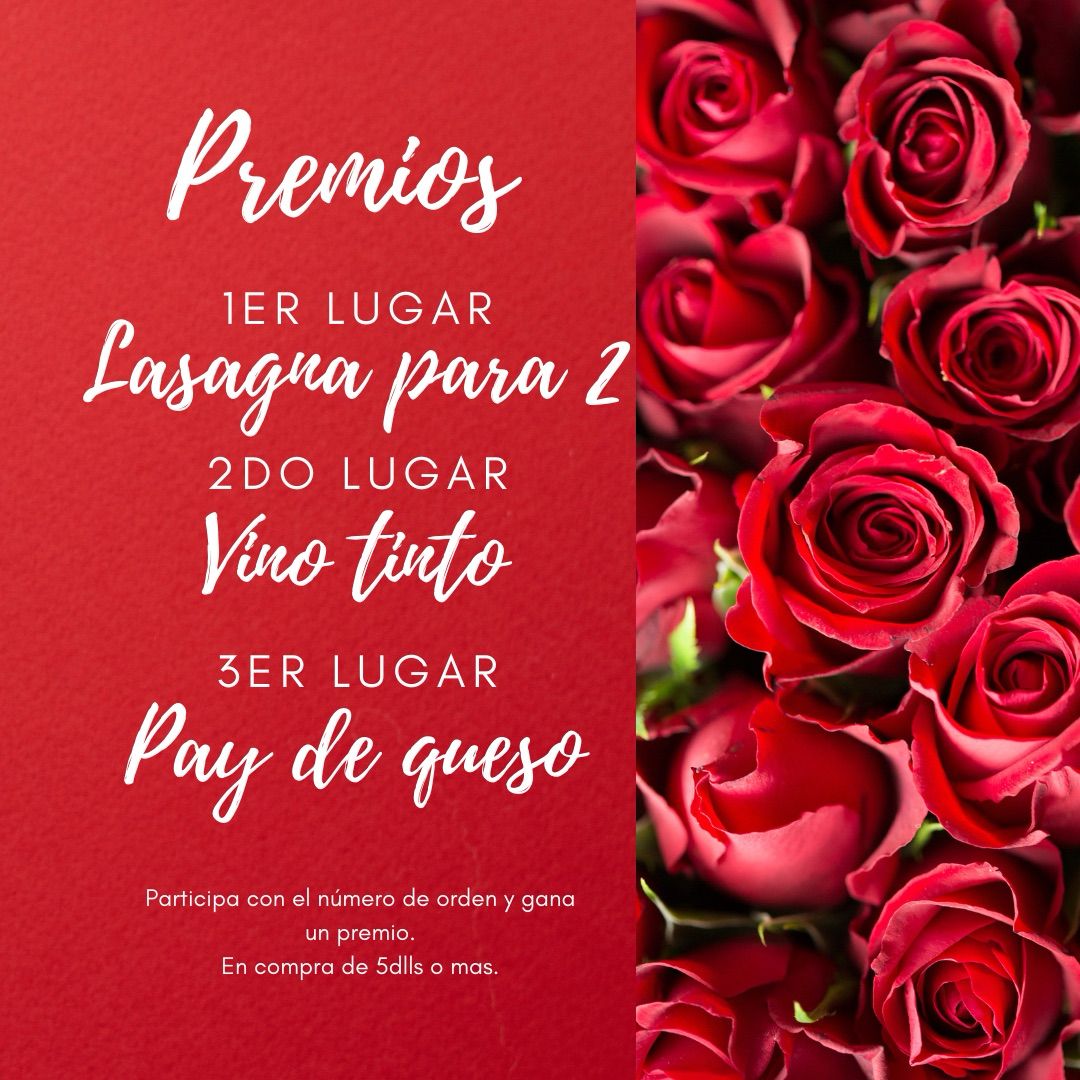 Premios
1ER LUGAR
Lasagna para 2
2DO LUGAR
Vino tinto
3ER LUGAR
Pay de queso
Participa con el número de orden y gana
un premio.
En compra de 5dlls o mas.